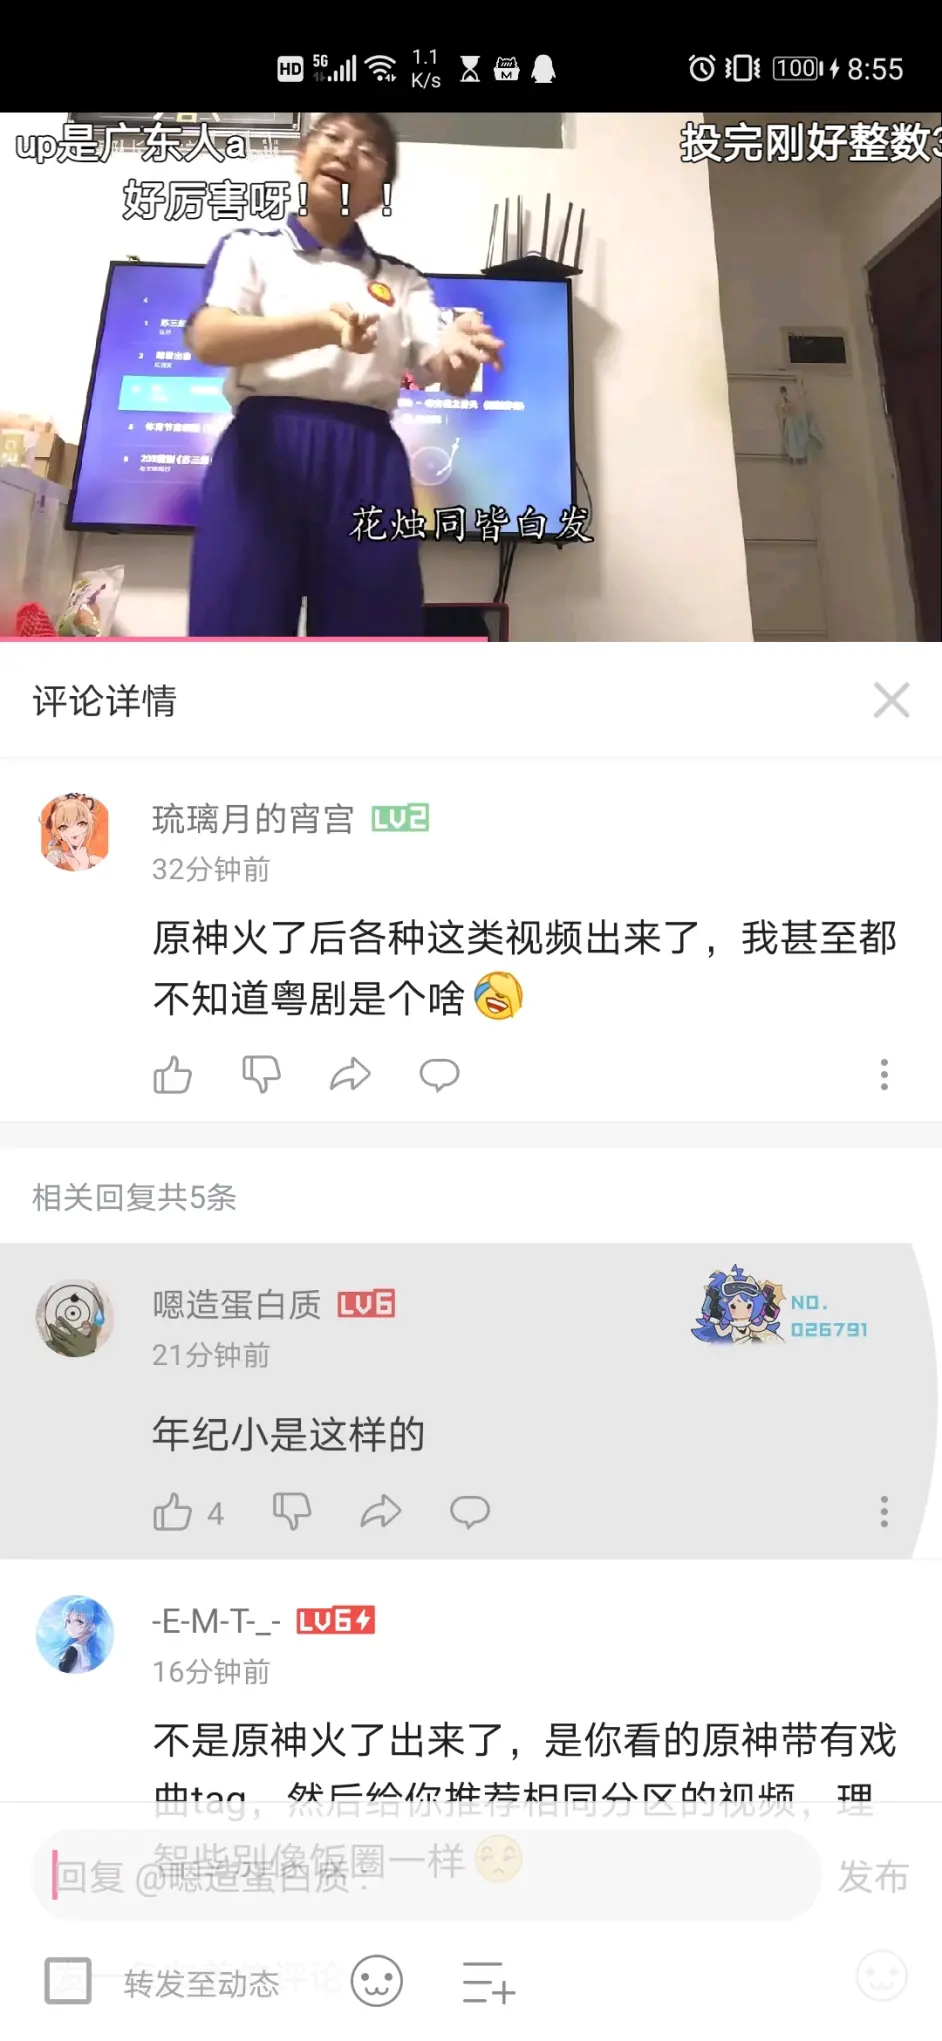 HD 5G 1.1 K/s 100 8:55
up是广东人a
投完刚好整数3
好厉害呀！！！
花烛同皆白发
评论详情
琉璃月的宵宫 LV2
32分钟前
原神火了后各种这类视频出来了，我甚至都
不知道粤剧是个啥
相关回复共5条
嗯造蛋白质 LV6
NO.
026791
21分钟前
年纪小是这样的
4
-E-M-T-_- LV6
16分钟前
不是原神火了出来了，是你看的原神带有戏
曲tag，然后给你推荐相同分区的视频，理
智些别像饭圈一样
回复 @嗯造蛋白质 :
发布
转发至动态